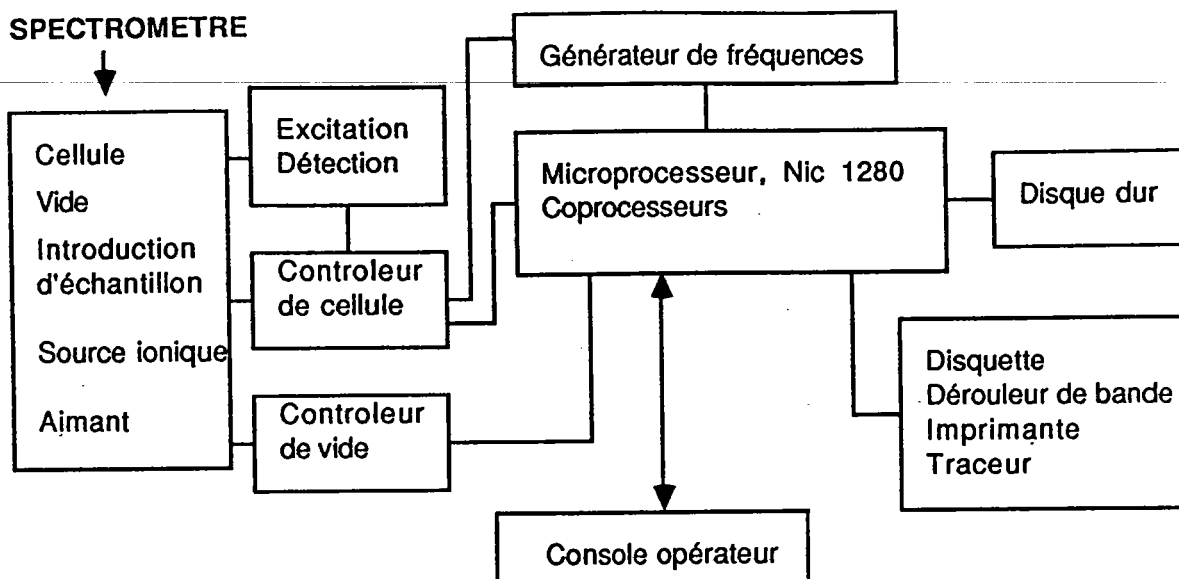 SPECTROMETRE
Générateur de fréquences
Excitation
Détection
Cellule
Vide
Introduction
d'échantillon
Source ionique
Aimant
Microprocesseur, Nic 1280
Coprocesseurs
Disque dur
Controleur
de cellule
Controleur
de vide
Disquette
Dérouleur de bande
Imprimante
Traceur
Console opérateur